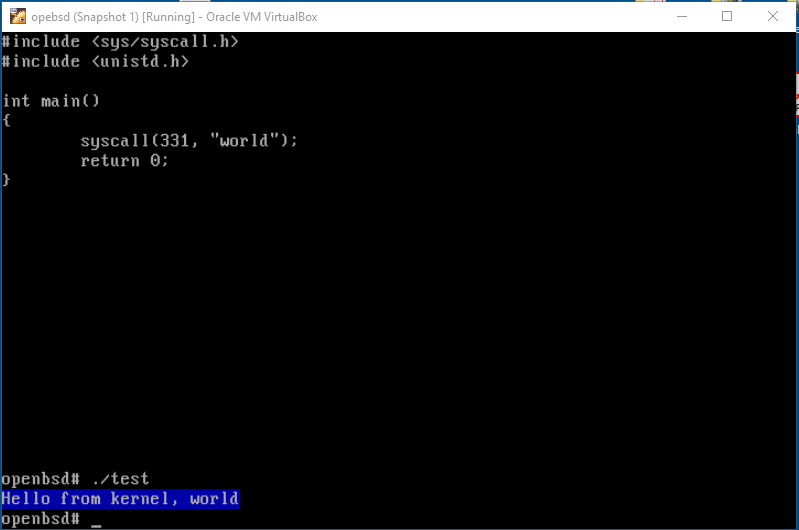 opebsd (Snapshot 1) [Running] - Oracle VM VirtualBox
#include <sys/syscall.h>
#include <unistd.h>
int main()
{
        syscall(331, "world");
        return 0;
}
openbsd# ./test
Hello from kernel, world
openbsd# _